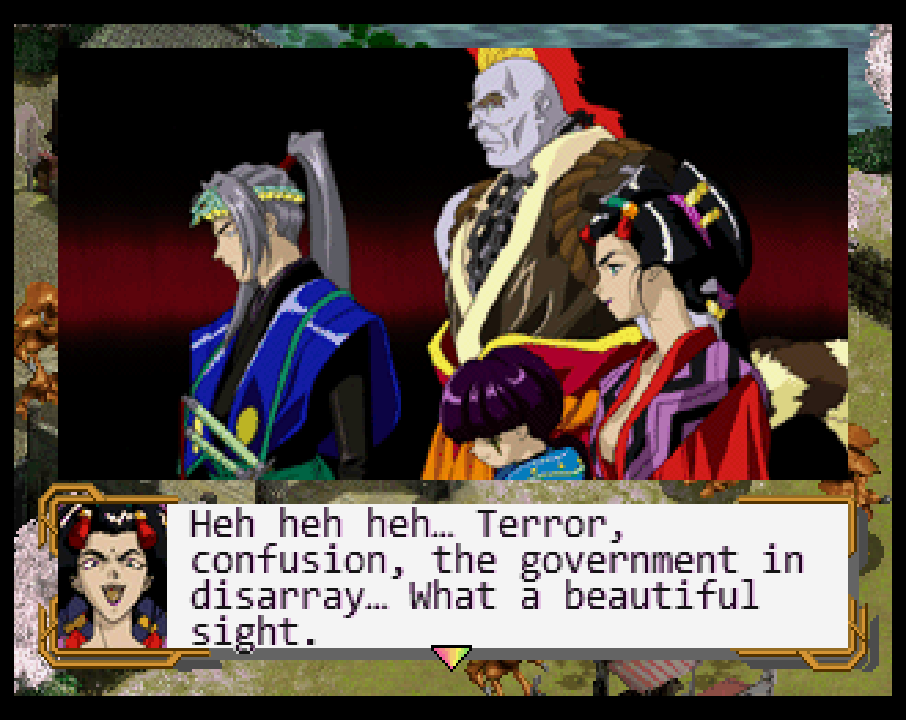 Heh heh heh… Terror,
confusion, the government in
disarray… What a beautiful
sight.